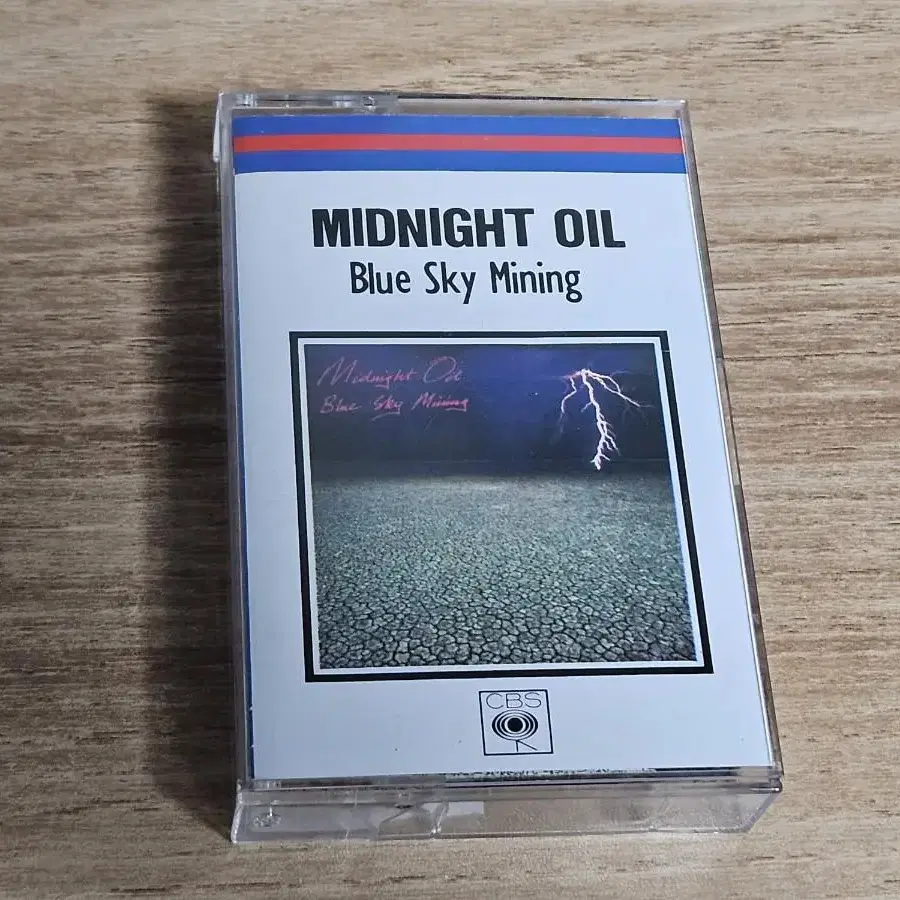 MIDNIGHT OIL
Blue Sky Mining
Midnight Oil
Blue Sky Mining
CBS